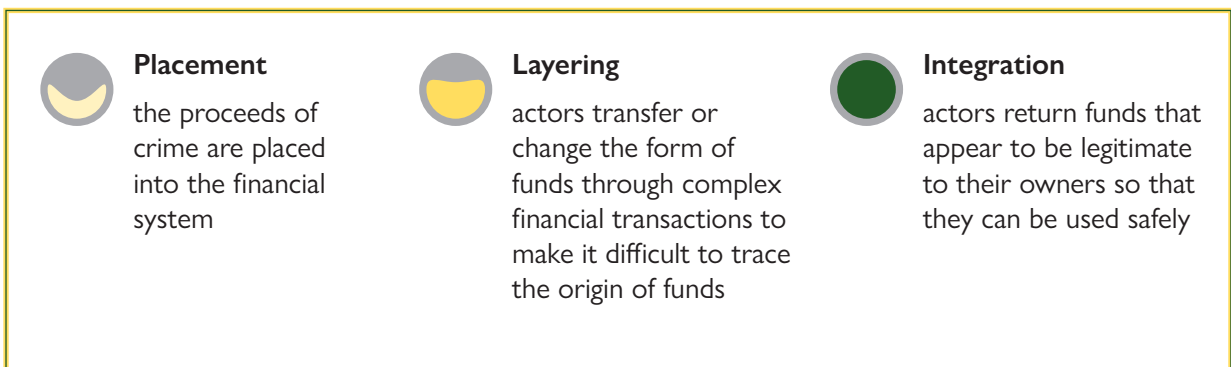 Placement
the proceeds of
crime are placed
into the financial
system
Layering
actors transfer or
change the form of
funds through complex
financial transactions to
make it difficult to trace
the origin of funds
Integration
actors return funds that
appear to be legitimate
to their owners so that
they can be used safely